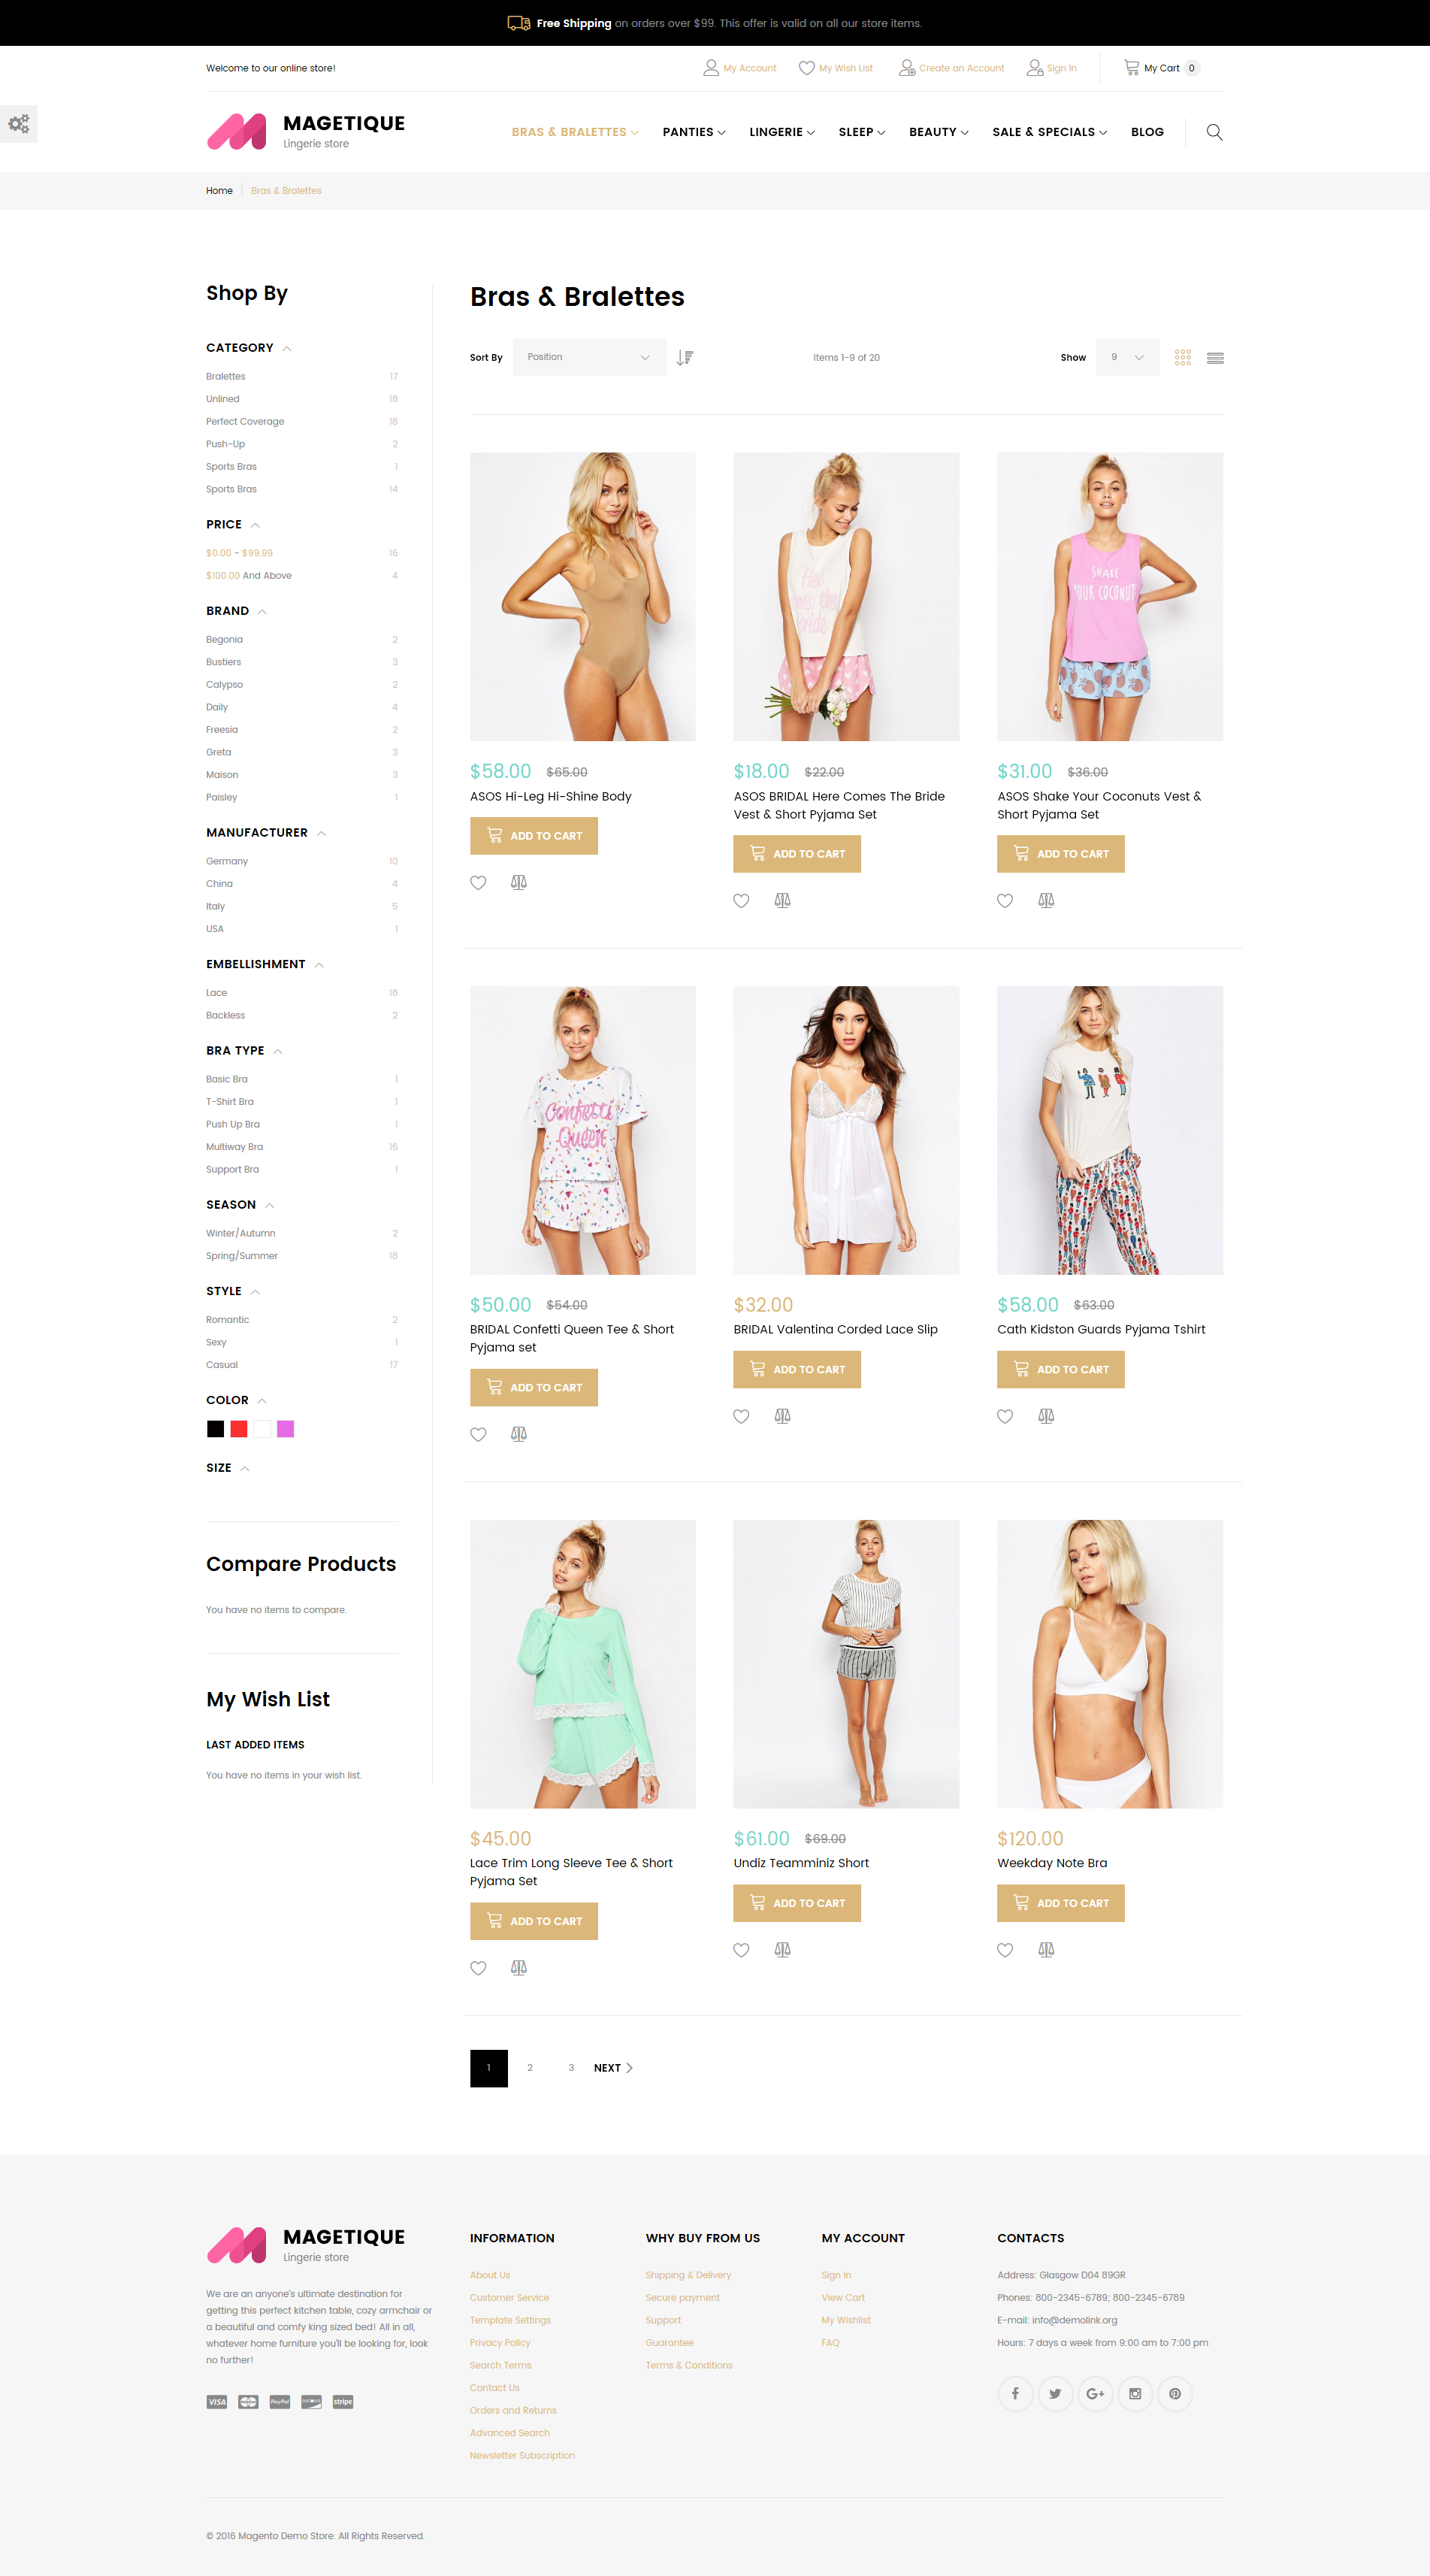 Free Shipping on orders over $99. This offer is valid on all our store items.
Welcome to our online store!
My Account
My Wish List
Create an Account
Sign In
My Cart 0
MAGETIQUE
Lingerie store
BRAS & BRALETTES
PANTIES
LINGERIE
SLEEP
BEAUTY
SALE & SPECIALS
BLOG
Home
Bras & Bralettes
Shop By
CATEGORY
Bralettes 17
Unlined 18
Perfect Coverage 18
Push-Up 2
Sports Bras 1
Sports Bras 14
PRICE
$0.00 - $99.99 16
$100.00 And Above 4
BRAND
Begonia 2
Bustiers 3
Calypso 2
Daily 4
Freesia 2
Greta 3
Maison 3
Paisley 1
MANUFACTURER
Germany 10
China 4
Italy 5
USA 1
EMBELLISHMENT
Lace 18
Backless 2
BRA TYPE
Basic Bra 1
T-Shirt Bra 1
Push Up Bra 1
Multiway Bra 16
Support Bra 1
SEASON
Winter/Autumn 2
Spring/Summer 18
STYLE
Romantic 2
Sexy 1
Casual 17
COLOR
SIZE
Compare Products
You have no items to compare.
My Wish List
LAST ADDED ITEMS
You have no items in your wish list.
Bras & Bralettes
Sort By Position
Items 1-9 of 20
Show 9
$58.00 $65.00
ASOS Hi-Leg Hi-Shine Body
ADD TO CART
the
Bride
$18.00 $22.00
ASOS BRIDAL Here Comes The Bride
Vest & Short Pyjama Set
ADD TO CART
SHAKE
YOUR COCONUT
$31.00 $36.00
ASOS Shake Your Coconuts Vest &
Short Pyjama Set
ADD TO CART
Confetti
Queen
$50.00 $54.00
BRIDAL Confetti Queen Tee & Short
Pyjama set
ADD TO CART
$32.00
BRIDAL Valentina Corded Lace Slip
ADD TO CART
$58.00 $63.00
Cath Kidston Guards Pyjama Tshirt
ADD TO CART
$45.00
Lace Trim Long Sleeve Tee & Short
Pyjama Set
ADD TO CART
$61.00 $69.00
Undiz Teamminiz Short
ADD TO CART
$120.00
Weekday Note Bra
ADD TO CART
1 2 3 NEXT
MAGETIQUE
Lingerie store
We are an anyone's ultimate destination for
getting this perfect kitchen table, cozy armchair or
a beautiful and comfy king sized bed! All in all,
whatever home furniture you'll be looking for, look
no further!
VISA
MasterCard
PayPal
DISCOVER
stripe
INFORMATION
About Us
Customer Service
Template Settings
Privacy Policy
Search Terms
Contact Us
Orders and Returns
Advanced Search
Newsletter Subscription
WHY BUY FROM US
Shipping & Delivery
Secure payment
Support
Guarantee
Terms & Conditions
MY ACCOUNT
Sign In
View Cart
My Wishlist
FAQ
CONTACTS
Address: Glasgow D04 89GR
Phones: 800-2345-6789; 800-2345-6789
E-mail: info@demolink.org
Hours: 7 days a week from 9:00 am to 7:00 pm
© 2016 Magento Demo Store. All Rights Reserved.